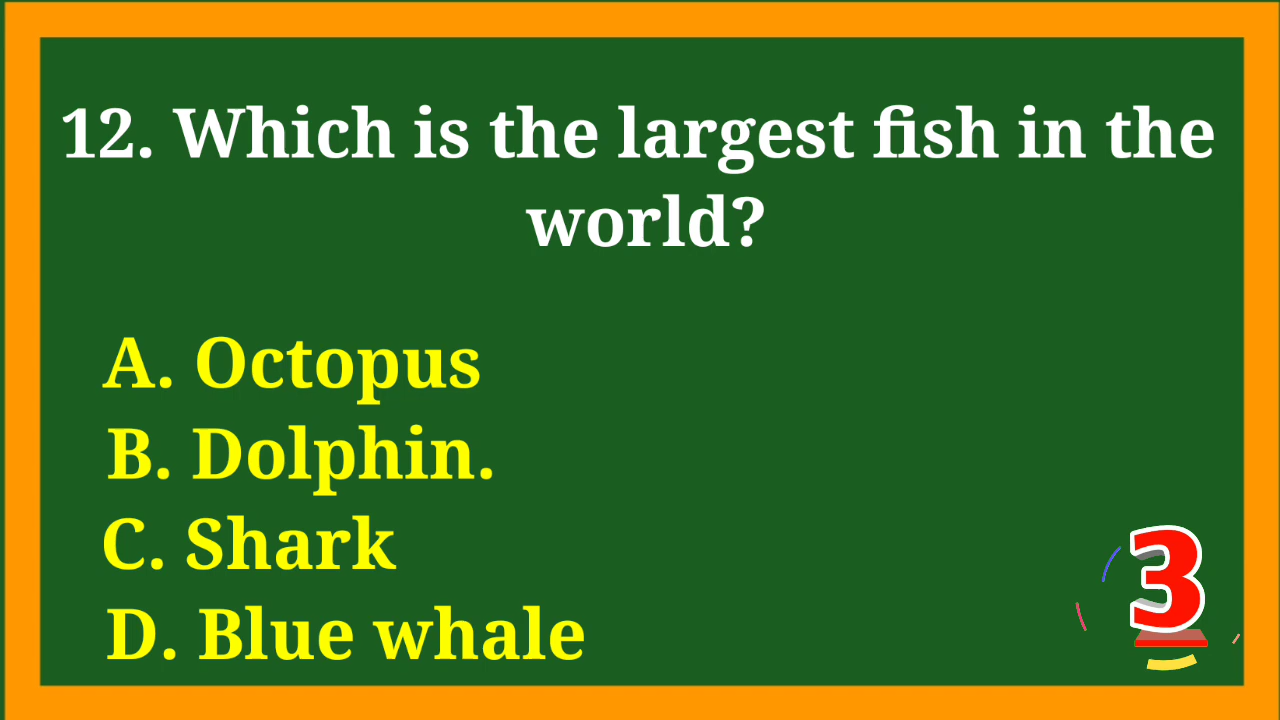 12. Which is the largest fish in the
world?
A. Octopus
B. Dolphin.
C. Shark
D. Blue whale
3